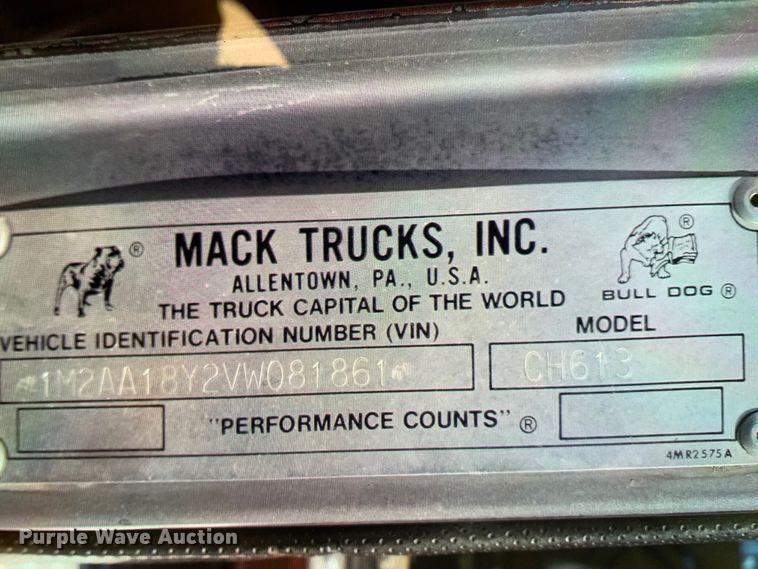 MACK TRUCKS, INC.
ALLENTOWN, PA., U.S.A.
THE TRUCK CAPITAL OF THE WORLD
BULL DOG ®
®
®
VEHICLE IDENTIFICATION NUMBER (VIN)
MODEL
*1M2AA18Y2VW081861*
CH613
"PERFORMANCE COUNTS" ®
4MR2575A
Purple Wave Auction